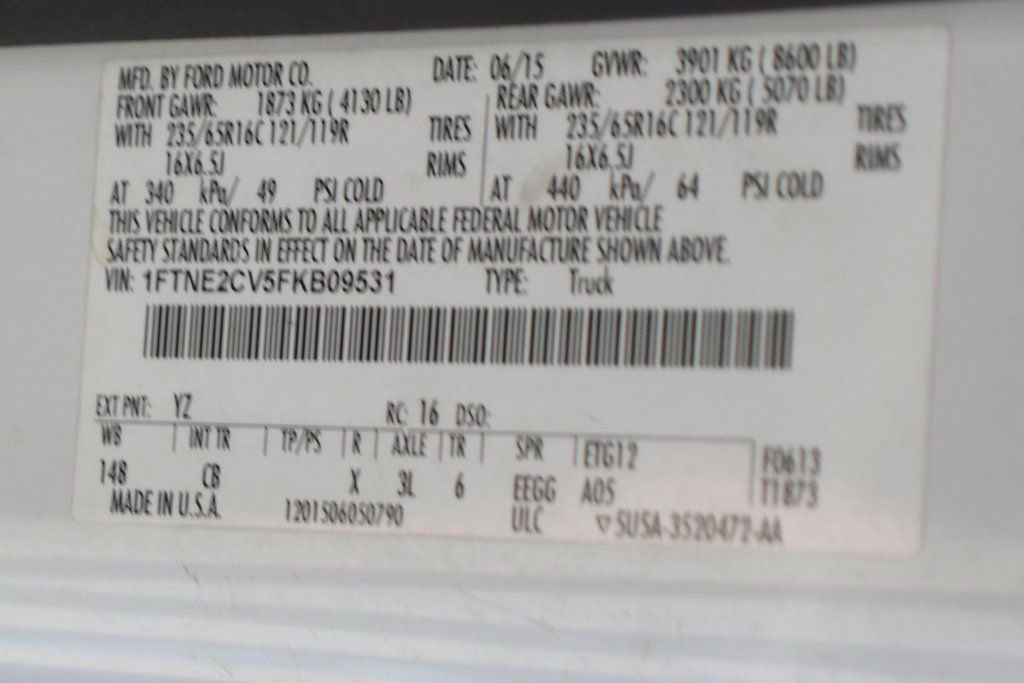 MFD. BY FORD MOTOR CO. DATE: 06/15 GVWR: 3901 KG ( 8600 LB)
FRONT GAWR: 1873 KG ( 4130 LB) REAR GAWR: 2300 KG ( 5070 LB)
WITH 235/65R16C 121/119R TIRES WITH 235/65R16C 121/119R TIRES
16X6.5J RIMS 16X6.5J RIMS
AT 340 kPa/ 49 PSI COLD AT 440 kPa/ 64 PSI COLD
THIS VEHICLE CONFORMS TO ALL APPLICABLE FEDERAL MOTOR VEHICLE
SAFETY STANDARDS IN EFFECT ON THE DATE OF MANUFACTURE SHOWN ABOVE.
VIN: 1FTNE2CV5FKB09531 TYPE: Truck
EXT PNT: YZ RC: 16 DSO:
WB INT TR TP/PS R AXLE TR SPR ETG12 F0613
148 CB X 3L 6 EEGG A05 T1873
MADE IN U.S.A. 1201506050790 ULC ▽5U5A-3520472-AA